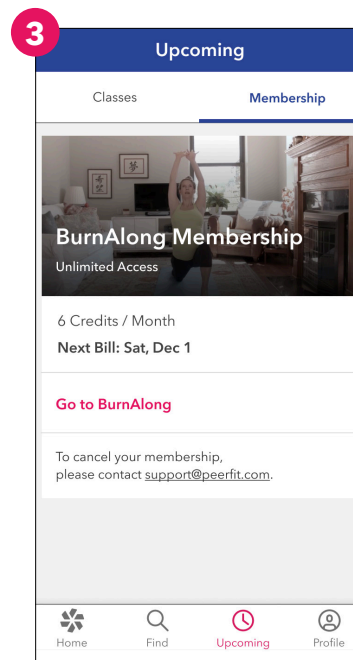 3
Upcoming
Classes Membership
BurnAlong Membership
Unlimited Access
6 Credits / Month
Next Bill: Sat, Dec 1
Go to BurnAlong
To cancel your membership,
please contact support@peerfit.com.
Home Find Upcoming Profile